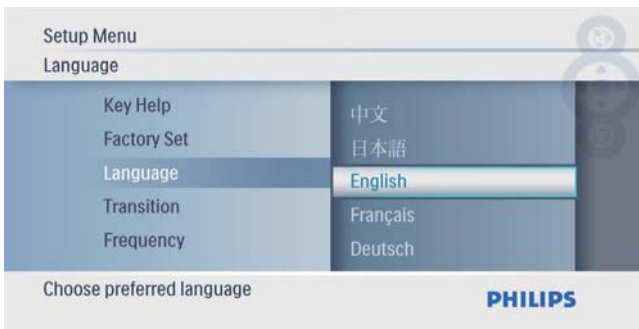 Setup Menu
Language
Key Help
Factory Set
Language
Transition
Frequency
中文
日本語
English
Français
Deutsch
Choose preferred language
PHILIPS